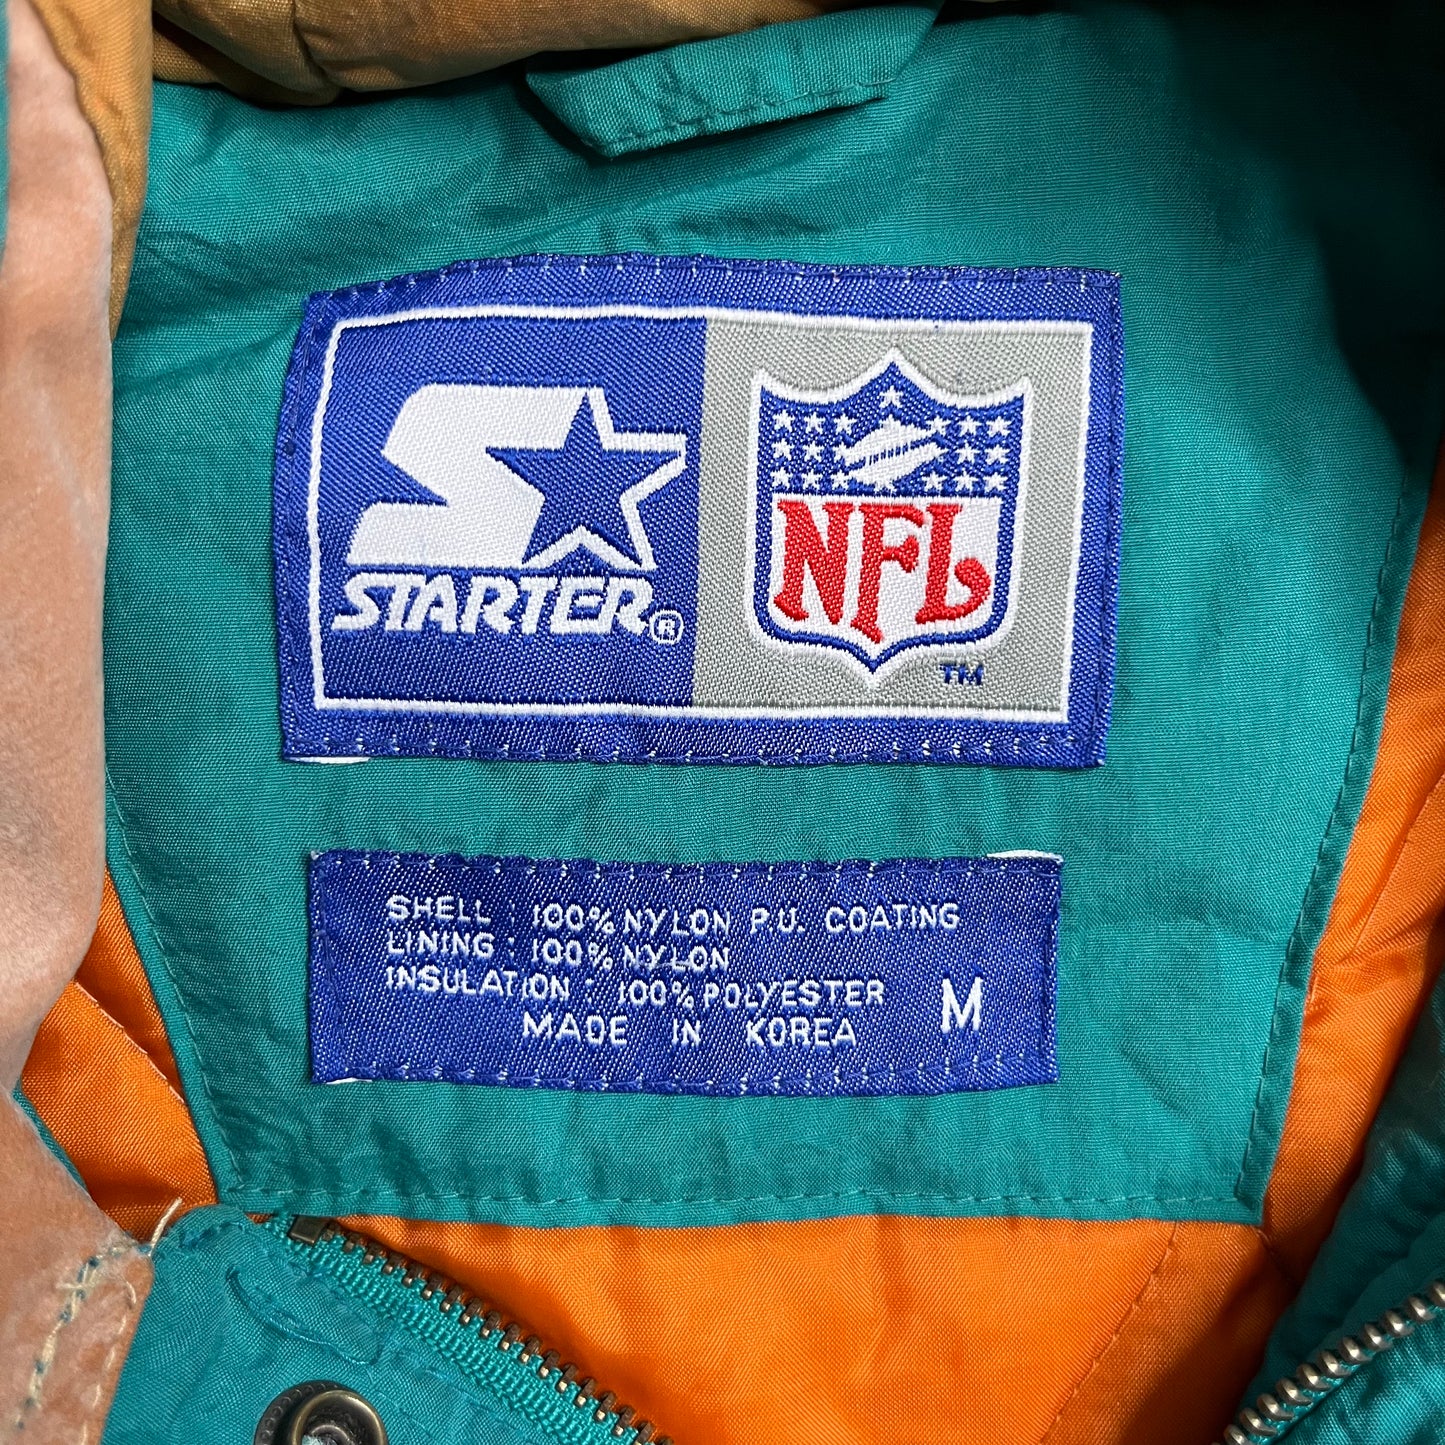 STARTER®
NFL
TM
SHELL : 100% NYLON P.U. COATING
LINING : 100% NYLON
INSULATION : 100% POLYESTER
MADE IN KOREA
M